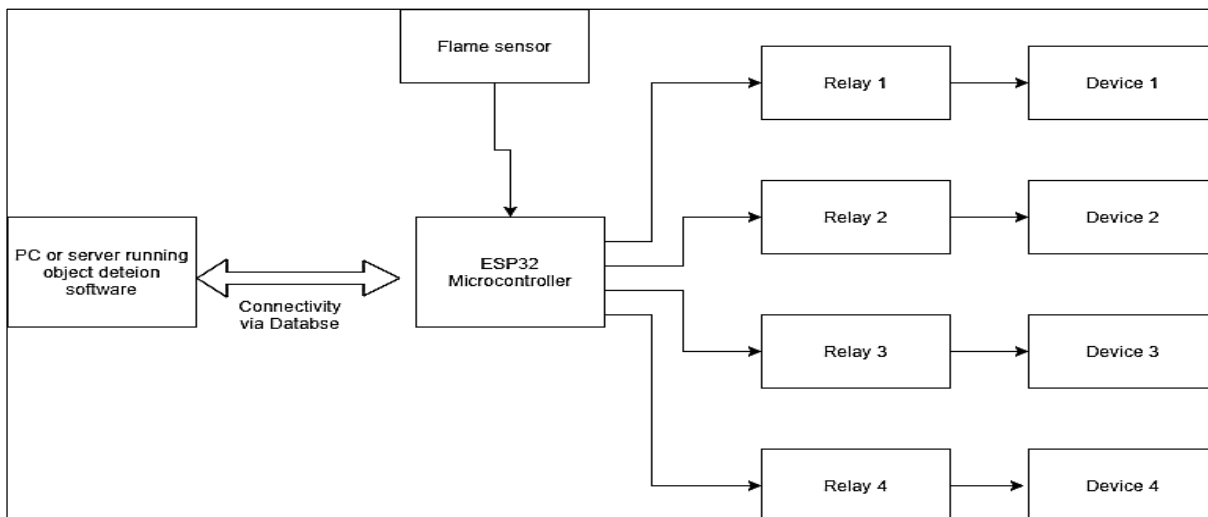 Flame sensor
Relay 1
Device 1
Relay 2
Device 2
PC or server running
object deteion
software
Connectivity
via Databse
ESP32
Microcontroller
Relay 3
Device 3
Relay 4
Device 4